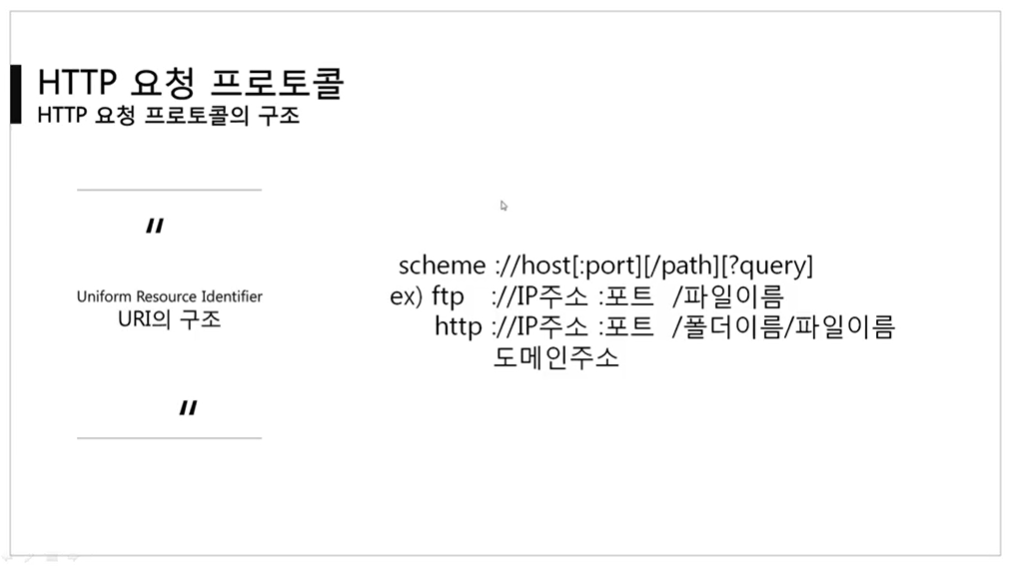 HTTP 요청 프로토콜
HTTP 요청 프로토콜의 구조
"
Uniform Resource Identifier
URI의 구조
"
scheme ://host[:port][/path][?query]
ex) ftp ://IP주소 :포트 /파일이름
http ://IP주소 :포트 /폴더이름/파일이름
도메인주소